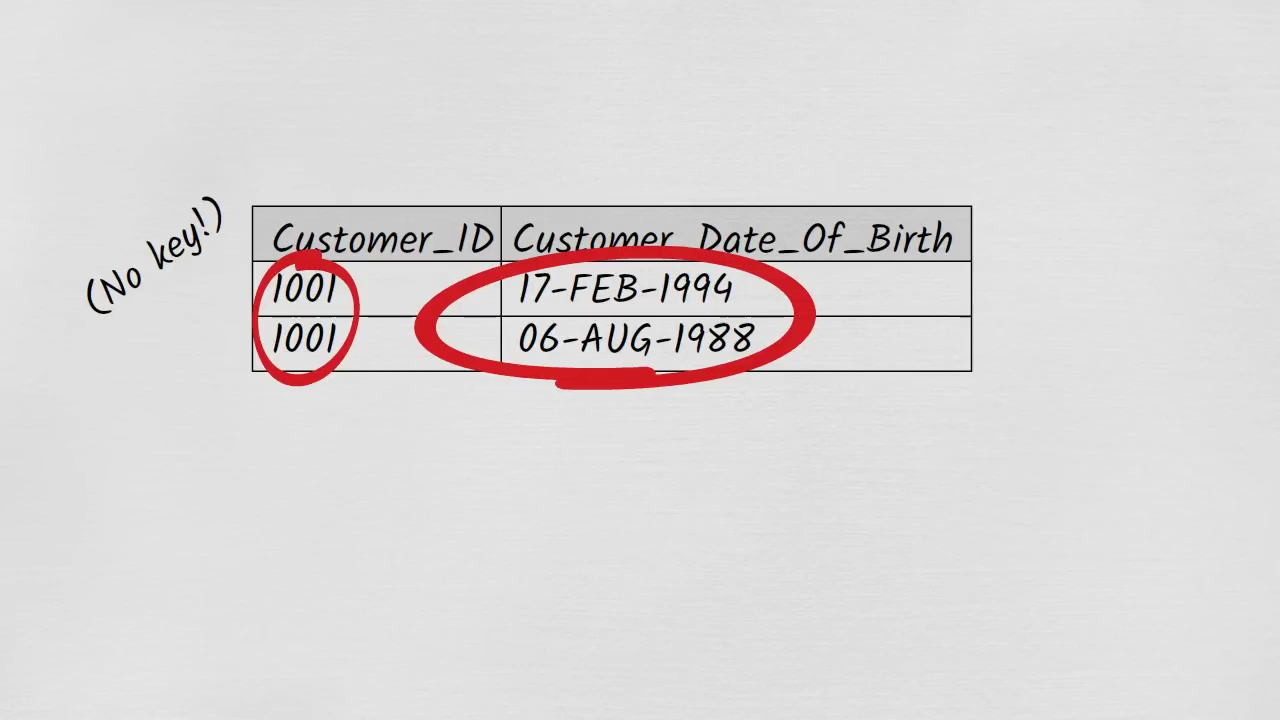 (No key!)
Customer_ID Customer_Date_Of_Birth
1001 17-FEB-1994
1001 06-AUG-1988